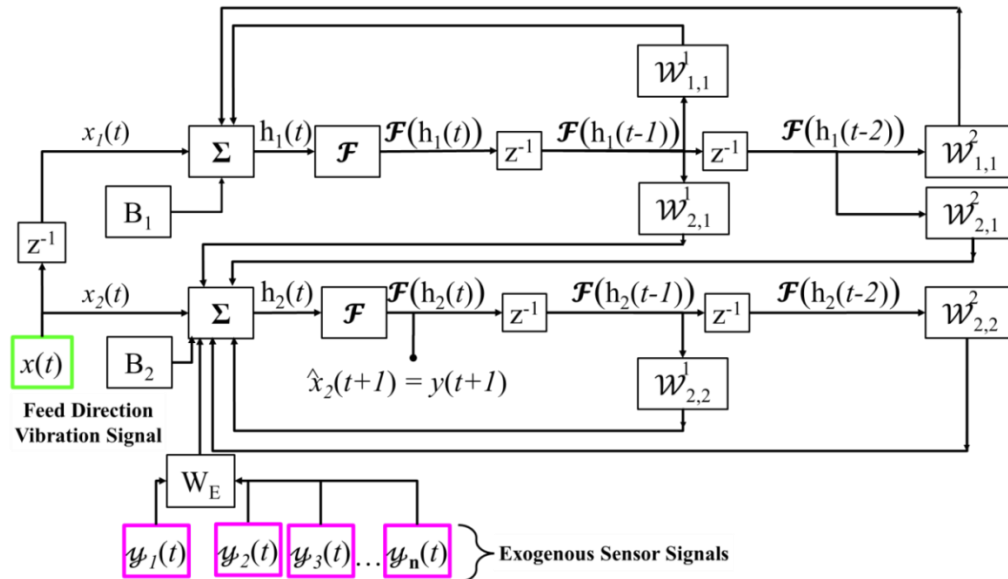 𝒲¹₁,₁
x₁(t) h₁(t) 𝓕(h₁(t)) 𝓕(h₁(t-1)) 𝓕(h₁(t-2))
Σ 𝓕 z⁻¹ z⁻¹ 𝒲²₁,₁
B₁ 𝒲¹₂,₁ 𝒲²₂,₁
z⁻¹
x₂(t) h₂(t) 𝓕(h₂(t)) 𝓕(h₂(t-1)) 𝓕(h₂(t-2))
Σ 𝓕 z⁻¹ z⁻¹ 𝒲²₂,₂
x(t) B₂ x̂₂(t+1) = y(t+1) 𝒲¹₂,₂
Feed Direction
Vibration Signal
W_E
𝓎₁(t) 𝓎₂(t) 𝓎₃(t) ... 𝓎ₙ(t) Exogenous Sensor Signals